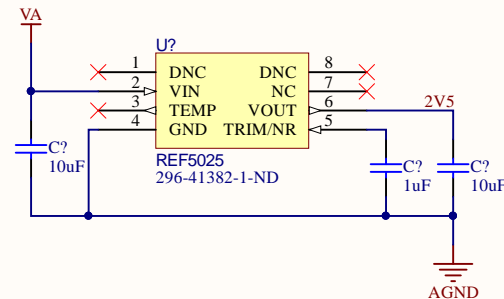 VA
U?
1 DNC DNC 8
2 VIN NC 7
3 TEMP VOUT 6
4 GND TRIM/NR 5
2V5
C?
10uF
REF5025
296-41382-1-ND
C?
1uF
C?
10uF
AGND